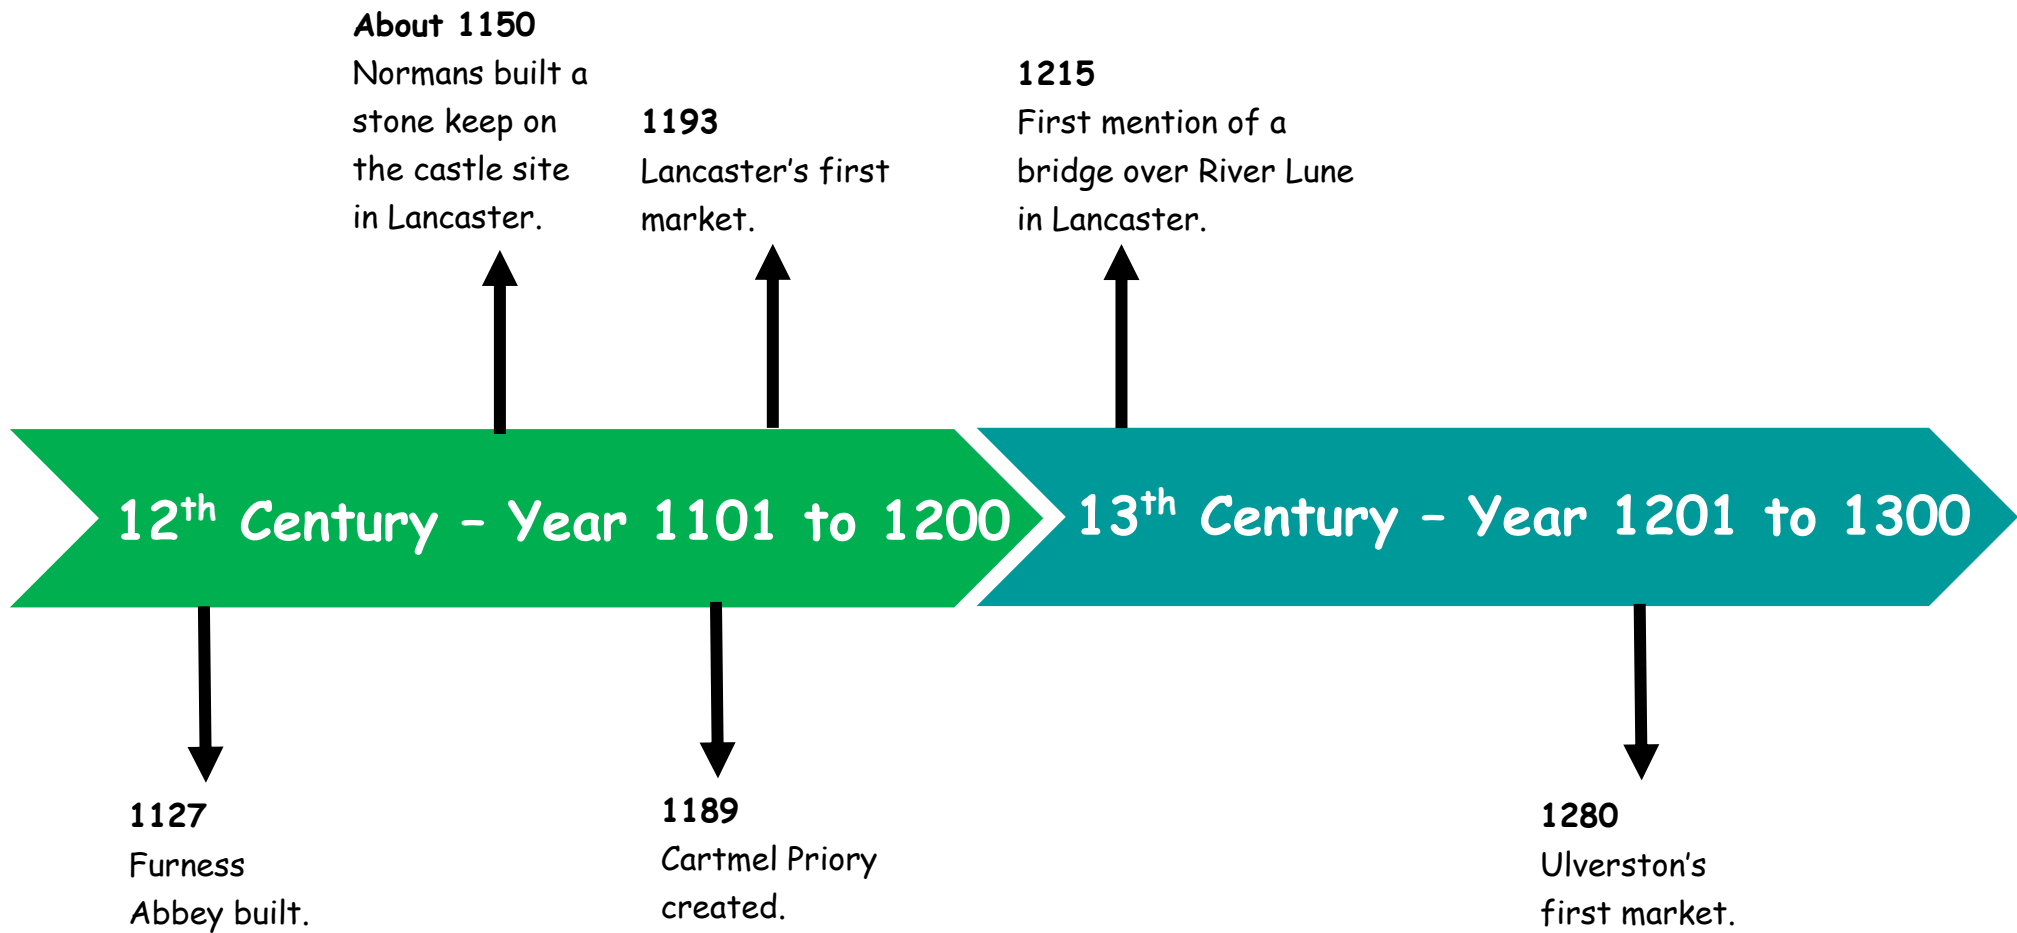 About 1150
Normans built a
stone keep on
the castle site
in Lancaster.
1193
Lancaster’s first
market.
1215
First mention of a
bridge over River Lune
in Lancaster.
12th Century – Year 1101 to 1200
13th Century – Year 1201 to 1300
1127
Furness
Abbey built.
1189
Cartmel Priory
created.
1280
Ulverston’s
first market.